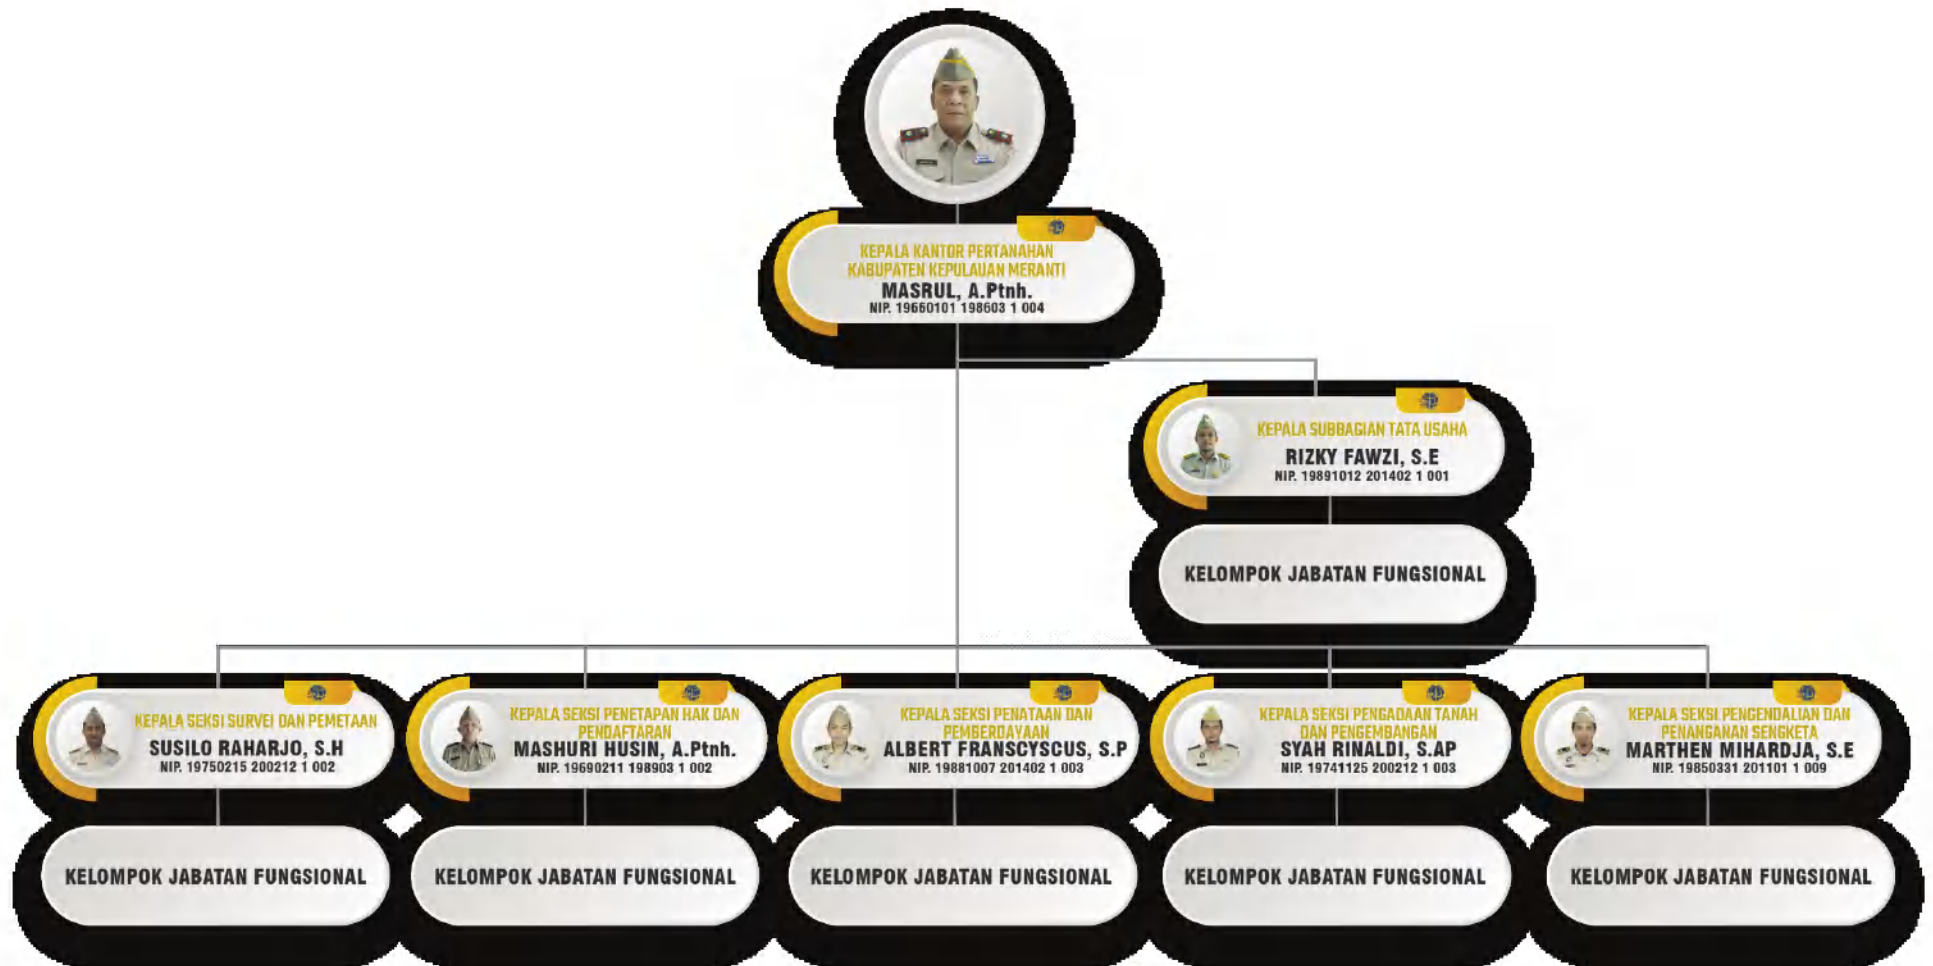 KEPALA KANTOR PERTANAHAN
KABUPATEN KEPULAUAN MERANTI
MASRUL, A.Ptnh.
NIP. 19660101 198603 1 004
KEPALA SUBBAGIAN TATA USAHA
RIZKY FAWZI, S.E
NIP. 19891012 201402 1 001
KELOMPOK JABATAN FUNGSIONAL
KEPALA SEKSI SURVEI DAN PEMETAAN
SUSILO RAHARJO, S.H
NIP. 19750215 200212 1 002
KEPALA SEKSI PENETAPAN HAK DAN
PENDAFTARAN
MASHURI HUSIN, A.Ptnh.
NIP. 19690211 198903 1 002
KEPALA SEKSI PENATAAN DAN
PEMBERDAYAAN
ALBERT FRANSCYSCUS, S.P
NIP. 19881007 201402 1 003
KEPALA SEKSI PENGADAAN TANAH
DAN PENGEMBANGAN
SYAH RINALDI, S.AP
NIP. 19741125 200212 1 003
KEPALA SEKSI PENGENDALIAN DAN
PENANGANAN SENGKETA
MARTHEN MIHARDJA, S.E
NIP. 19850331 201101 1 009
KELOMPOK JABATAN FUNGSIONAL
KELOMPOK JABATAN FUNGSIONAL
KELOMPOK JABATAN FUNGSIONAL
KELOMPOK JABATAN FUNGSIONAL
KELOMPOK JABATAN FUNGSIONAL